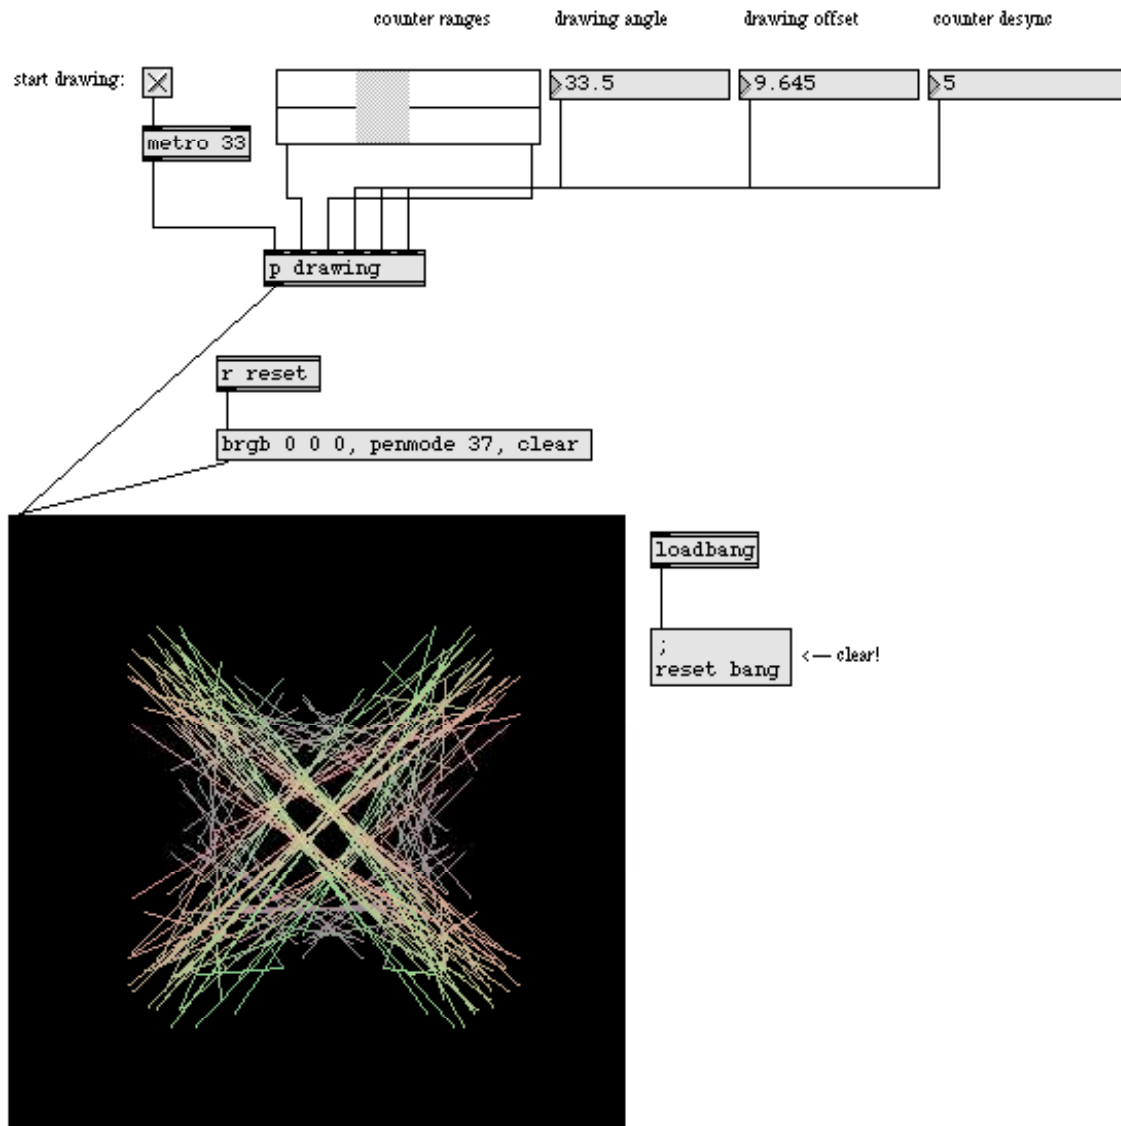 counter ranges
drawing angle
drawing offset
counter desync
start drawing:
33.5
9.645
5
metro 33
p drawing
r reset
brgb 0 0 0, penmode 37, clear
loadbang
;
reset bang
<— clear!